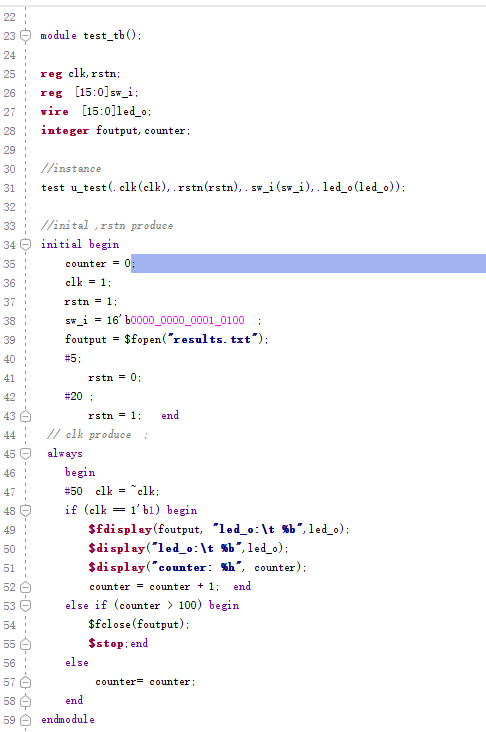 22
23 module test_tb();
24
25 reg clk,rstn;
26 reg [15:0]sw_i;
27 wire [15:0]led_o;
28 integer foutput,counter;
29
30 //instance
31 test u_test(.clk(clk),.rstn(rstn),.sw_i(sw_i),.led_o(led_o));
32
33 //inital ,rstn produce
34 initial begin
35 counter = 0;
36 clk = 1;
37 rstn = 1;
38 sw_i = 16'b0000_0000_0001_0100 ;
39 foutput = $fopen("results.txt");
40 #5;
41 rstn = 0;
42 #20 ;
43 rstn = 1; end
44 // clk produce ;
45 always
46 begin
47 #50 clk = ~clk;
48 if (clk == 1'b1) begin
49 $fdisplay(foutput, "led_o:\t %b",led_o);
50 $display("led_o:\t %b",led_o);
51 $display("counter: %h", counter);
52 counter = counter + 1; end
53 else if (counter > 100) begin
54 $fclose(foutput);
55 $stop;end
56 else
57 counter= counter;
58 end
59 endmodule